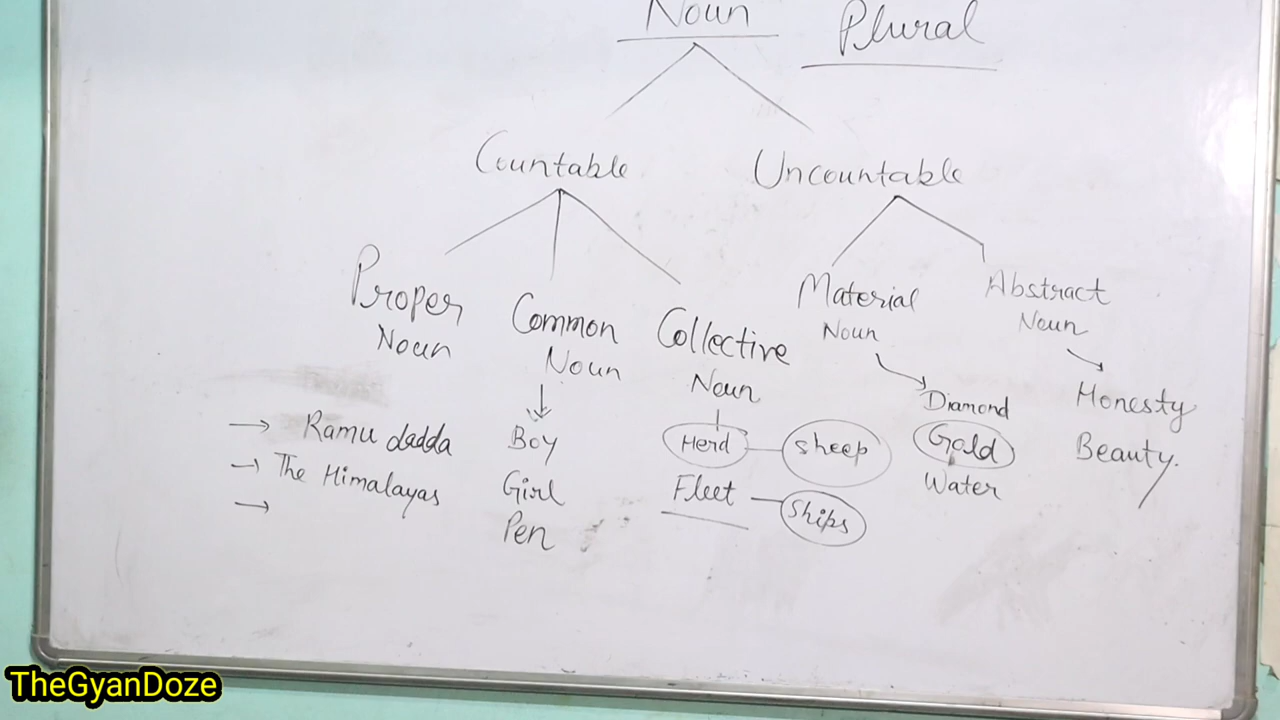 Noun Plural
Countable Uncountable
Proper Noun
Common Noun
Collective Noun
Material Noun
Abstract Noun
→ Ramu dadda
→ The Himalayas
→
Boy
Girl
Pen
Herd — sheep
Fleet — ships
Diamond
Gold
Water
Honesty
Beauty.
TheGyanDoze